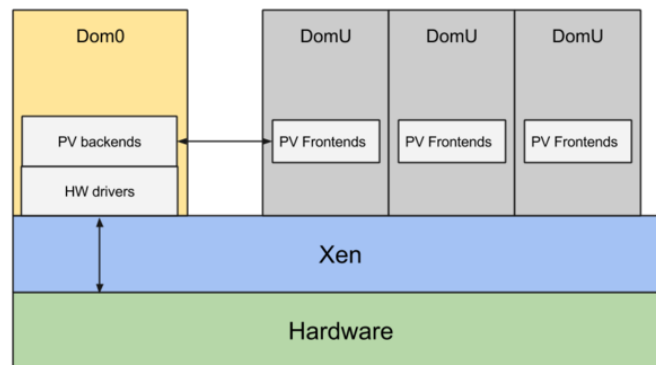 Dom0
DomU
DomU
DomU
PV backends
PV Frontends
PV Frontends
PV Frontends
HW drivers
Xen
Hardware